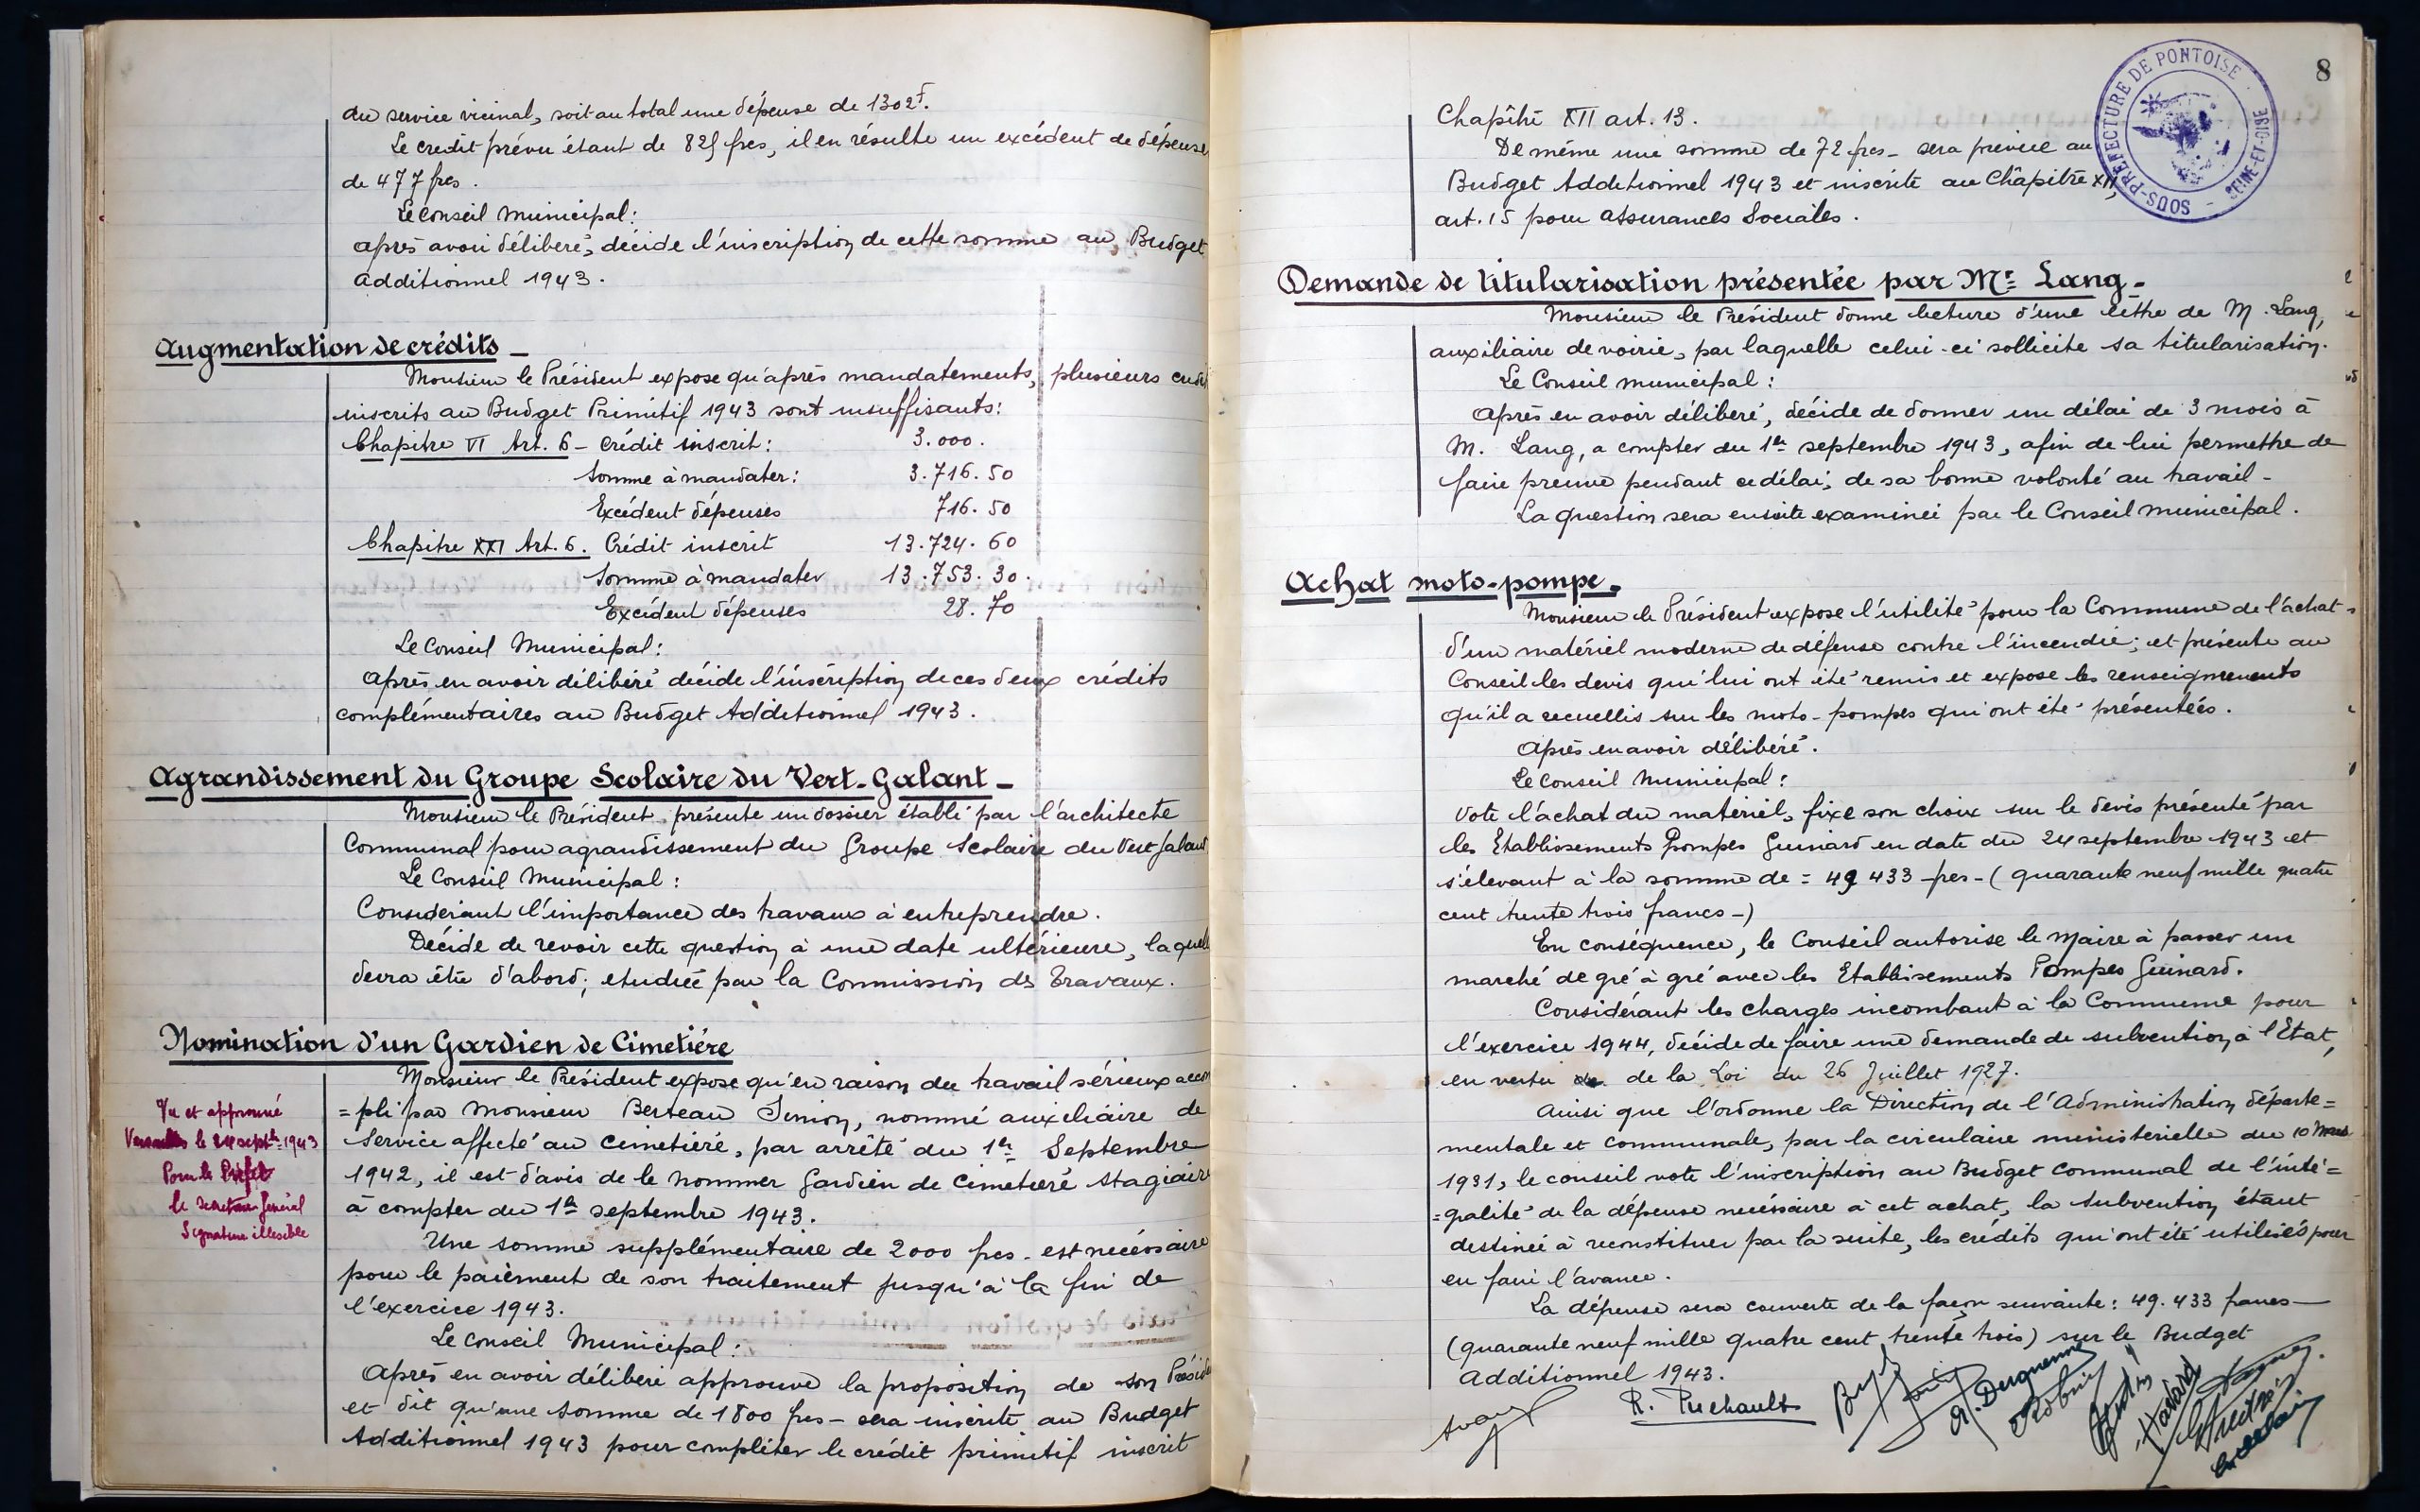 du service vicinal, soit au total une dépense de 1302F.
Le crédit prévu étant de 825 frcs, il en résulte un excédent de dépense
de 477 frcs.
Le Conseil Municipal:
après avoir délibéré, décide l'inscription de cette somme au Budget
additionnel 1943.
Augmentation de crédits _
Monsieur le Président expose qu'après mandatements, plusieurs
inscrits au Budget Primitif 1943 sont insuffisants:
Chapitre VI Art. 6 - Crédit inscrit: 3.000.
Somme à mandater: 3.716.50
Excédent dépenses 716.50
Chapitre XXI Art. 6. Crédit inscrit 13.724.60
Somme à mandater 13.753.30.
Excédent dépenses 28.70
Le Conseil Municipal:
après en avoir délibéré décide l'inscription de ces deux crédits
complémentaires au Budget Additionnel 1943.
Agrandissement du Groupe Scolaire du Vert-Galant _
Monsieur le Président présente un dossier établi par l'architecte
Communal pour agrandissement du Groupe Scolaire du Vert Galant
Le Conseil Municipal:
Considérant l'importance des travaux à entreprendre.
Décide de revoir cette question à une date ultérieure, laquel
devra être d'abord; etudiée par la Commission des Travaux.
Nomination d'un Gardien de Cimetière
Monsieur le Président expose qu'en raison du travail sérieux accom
=pli par Monsieur Berteau Simon, nommé auxiliaire de
Service affecté au Cimetière, par arrêté du 1er Septembre
1942, il est d'avis de le nommer Gardien de Cimetière stagiaire
à compter du 1er septembre 1943.
Une somme supplémentaire de 2000 frcs - est nécessaire
pour le paiement de son traitement jusqu'à la fin de
l'exercice 1943.
Le Conseil Municipal:
Après en avoir délibéré approuve la proposition de son Présid
et dit qu'une somme de 1800 frcs - sera inscrite au Budget
Additionnel 1943 pour compléter le crédit primitif inscrit
Vu et approuvé
Versailles le 24 septbre 1943
Pour le Préfet
le Secrétaire Général
Signature illisible
8
SOUS-PRÉFECTURE DE PONTOISE
SEINE-ET-OISE
Chapître XII art. 13.
De même une somme de 72 frcs - sera prévue au
Budget Additionnel 1943 et inscrite au Châpitre XII,
art. 15 pour Assurances Sociales.
Demande de titularisation présentée par Mr Lang -
Monsieur le Président donne lecture d'une lettre de M. Lang,
auxiliaire de voirie, par laquelle celui-ci sollicite sa titularisation.
Le Conseil municipal:
Après en avoir délibéré, décide de donner un délai de 3 mois à
M. Lang, a compter du 1er septembre 1943, afin de lui permettre de
faire preuve pendant ce délai, de sa bonne volonté au travail -
La question sera ensuite examinée par le Conseil municipal.
Achat moto-pompe.
Monsieur le Président expose l'utilité pour la Commune de l'achat
d'un matériel moderne de défense contre l'incendie; et présente au
Conseil les devis qui lui ont été remis et expose les renseignements
qu'il a recuellis sur les moto-pompes qui ont été présentées.
Après en avoir délibéré.
Le Conseil Municipal:
Vote l'achat du matériel, fixe son choix sur le devis présenté par
les Etablissements Pompes Guinard en date du 24 septembre 1943 et
s'élevant à la somme de = 49 433 frcs - ( quarante neuf mille quatre
cent trente trois francs -)
En conséquence, le Conseil autorise le Maire à passer un
marché de gré à gré avec les Etablissements Pompes Guinard.
Considérant les charges incombant à la Commune pour
l'exercice 1944, décide de faire une demande de subvention à l'Etat,
en vertu de la Loi du 26 Juillet 1927.
Ainsi que l'ordonne la Direction de l'Administration départe=
mentale et communale, par la circulaire ministérielle du 10 Mars
1931, le conseil vote l'inscription au Budget Communal de l'inté=
=gralité de la dépense nécéssaire à cet achat, la Subvention étant
destinée à reconstituer par la suite, les crédits qui ont été utilisés pour
en faire l'avance.
La dépense sera couverte de la façon suivante: 49.433 francs -
(quarante neuf mille quatre cent trente trois) sur le Budget
Additionnel 1943.
R. Puchault